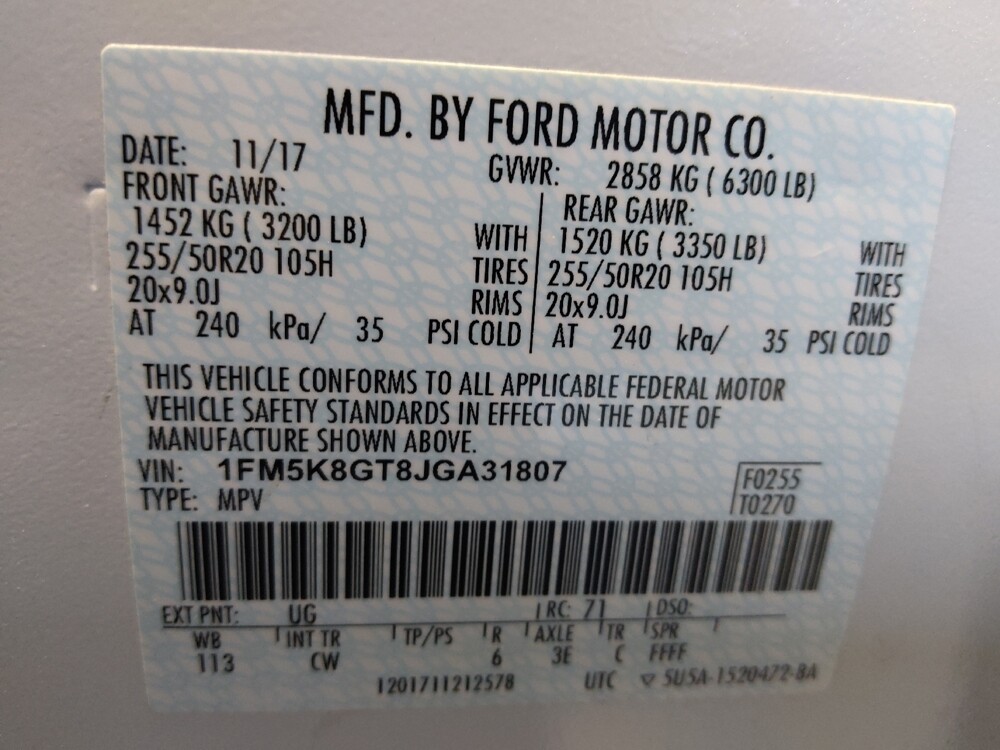 MFD. BY FORD MOTOR CO.
DATE: 11/17 GVWR: 2858 KG ( 6300 LB)
FRONT GAWR: REAR GAWR:
1452 KG ( 3200 LB) WITH 1520 KG ( 3350 LB) WITH
255/50R20 105H TIRES 255/50R20 105H TIRES
20x9.0J RIMS 20x9.0J RIMS
AT 240 kPa/ 35 PSI COLD AT 240 kPa/ 35 PSI COLD
THIS VEHICLE CONFORMS TO ALL APPLICABLE FEDERAL MOTOR
VEHICLE SAFETY STANDARDS IN EFFECT ON THE DATE OF
MANUFACTURE SHOWN ABOVE.
VIN: 1FM5K8GT8JGA31807 F0255
TYPE: MPV T0270
EXT PNT: UG RC: 71 DSO:
WB INT TR TP/PS R AXLE TR SPR
113 CW 6 3E C FFFF
1201711212578 UTC ▽ 5U5A-1520472-BA